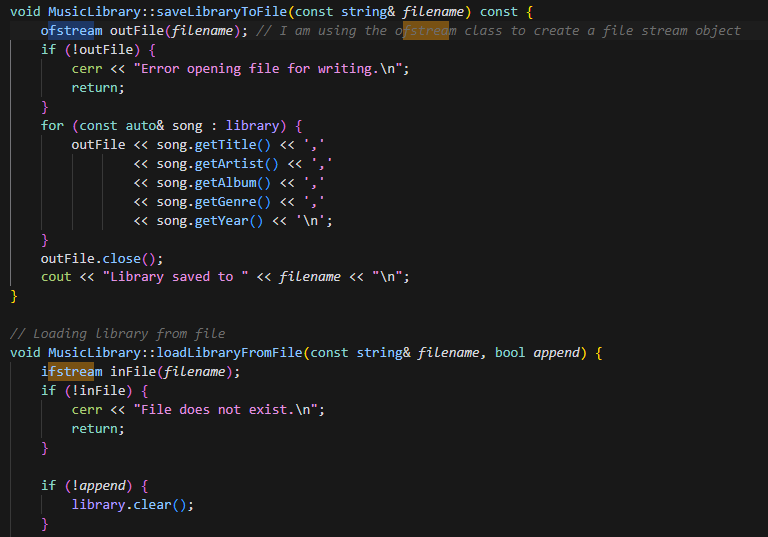 void MusicLibrary::saveLibraryToFile(const string& filename) const {
    ofstream outFile(filename); // I am using the ofstream class to create a file stream object
    if (!outFile) {
        cerr << "Error opening file for writing.\n";
        return;
    }
    for (const auto& song : library) {
        outFile << song.getTitle() << ','
                << song.getArtist() << ','
                << song.getAlbum() << ','
                << song.getGenre() << ','
                << song.getYear() << '\n';
    }
    outFile.close();
    cout << "Library saved to " << filename << "\n";
}

// Loading library from file
void MusicLibrary::loadLibraryFromFile(const string& filename, bool append) {
    ifstream inFile(filename);
    if (!inFile) {
        cerr << "File does not exist.\n";
        return;
    }

    if (!append) {
        library.clear();
    }